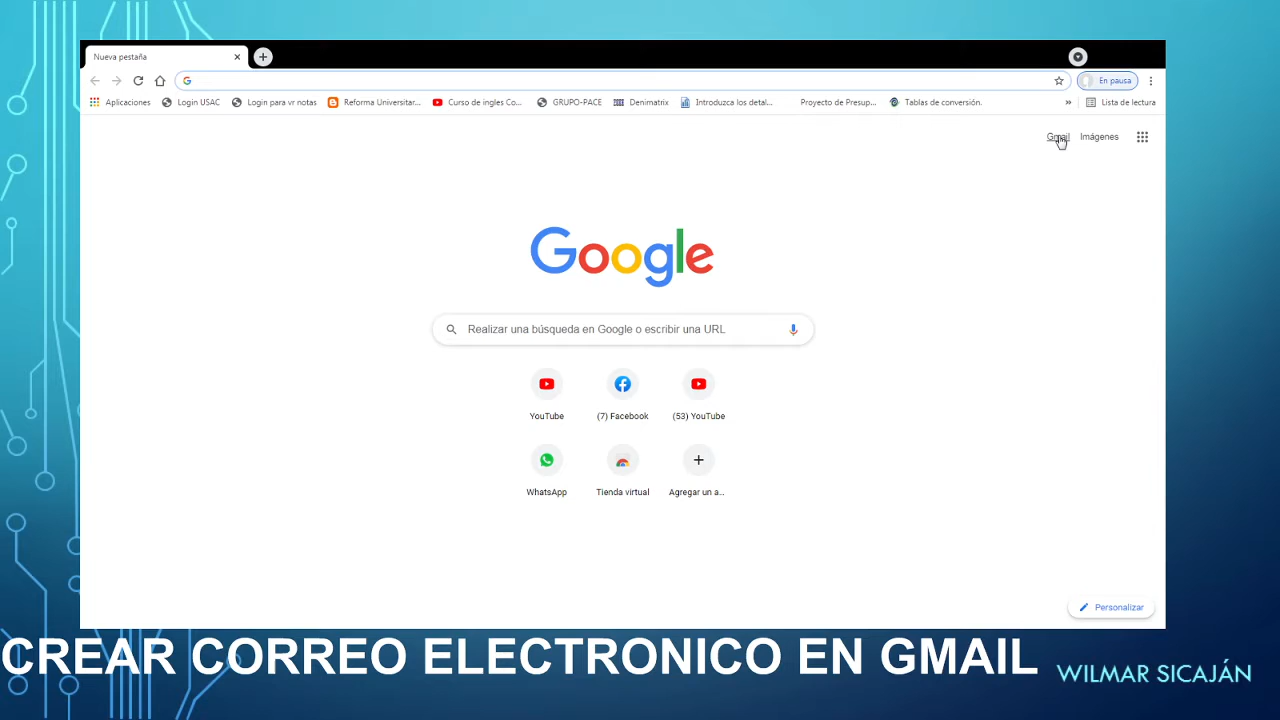 Nueva pestaña
En pausa
Aplicaciones Login USAC Login para vr notas Reforma Universitar... Curso de ingles Co... GRUPO-PACE Denimatrix Introduzca los detal... Proyecto de Presup... Tablas de conversión. » Lista de lectura
Gmail Imágenes
Google
Realizar una búsqueda en Google o escribir una URL
YouTube (7) Facebook (53) YouTube
WhatsApp Tienda virtual Agregar un a...
Personalizar
CREAR CORREO ELECTRONICO EN GMAIL
WILMAR SICAJÁN